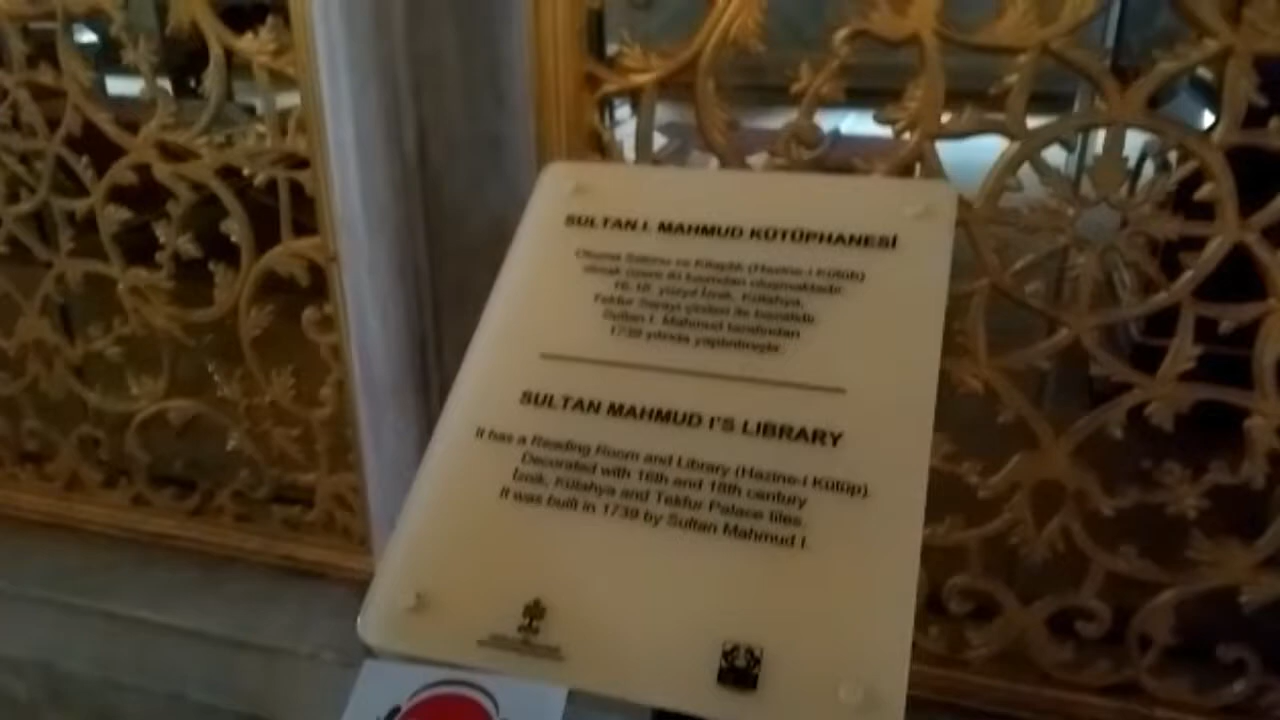 SULTAN I. MAHMUD KÜTÜPHANESİ
Okuma Salonu ve Kitaplık (Hazine-i Kütüb)
olmak üzere iki kısımdan oluşmaktadır.
16.-18. yüzyıl İznik, Kütahya,
Tekfur Sarayı çinileri ile bezelidir.
Sultan I. Mahmud tarafından
1739 yılında yaptırılmıştır.
SULTAN MAHMUD I'S LIBRARY
It has a Reading Room and Library (Hazine-i Kütüp).
Decorated with 16th and 18th century
İznik, Kütahya and Tekfur Palace tiles.
It was built in 1739 by Sultan Mahmud I.